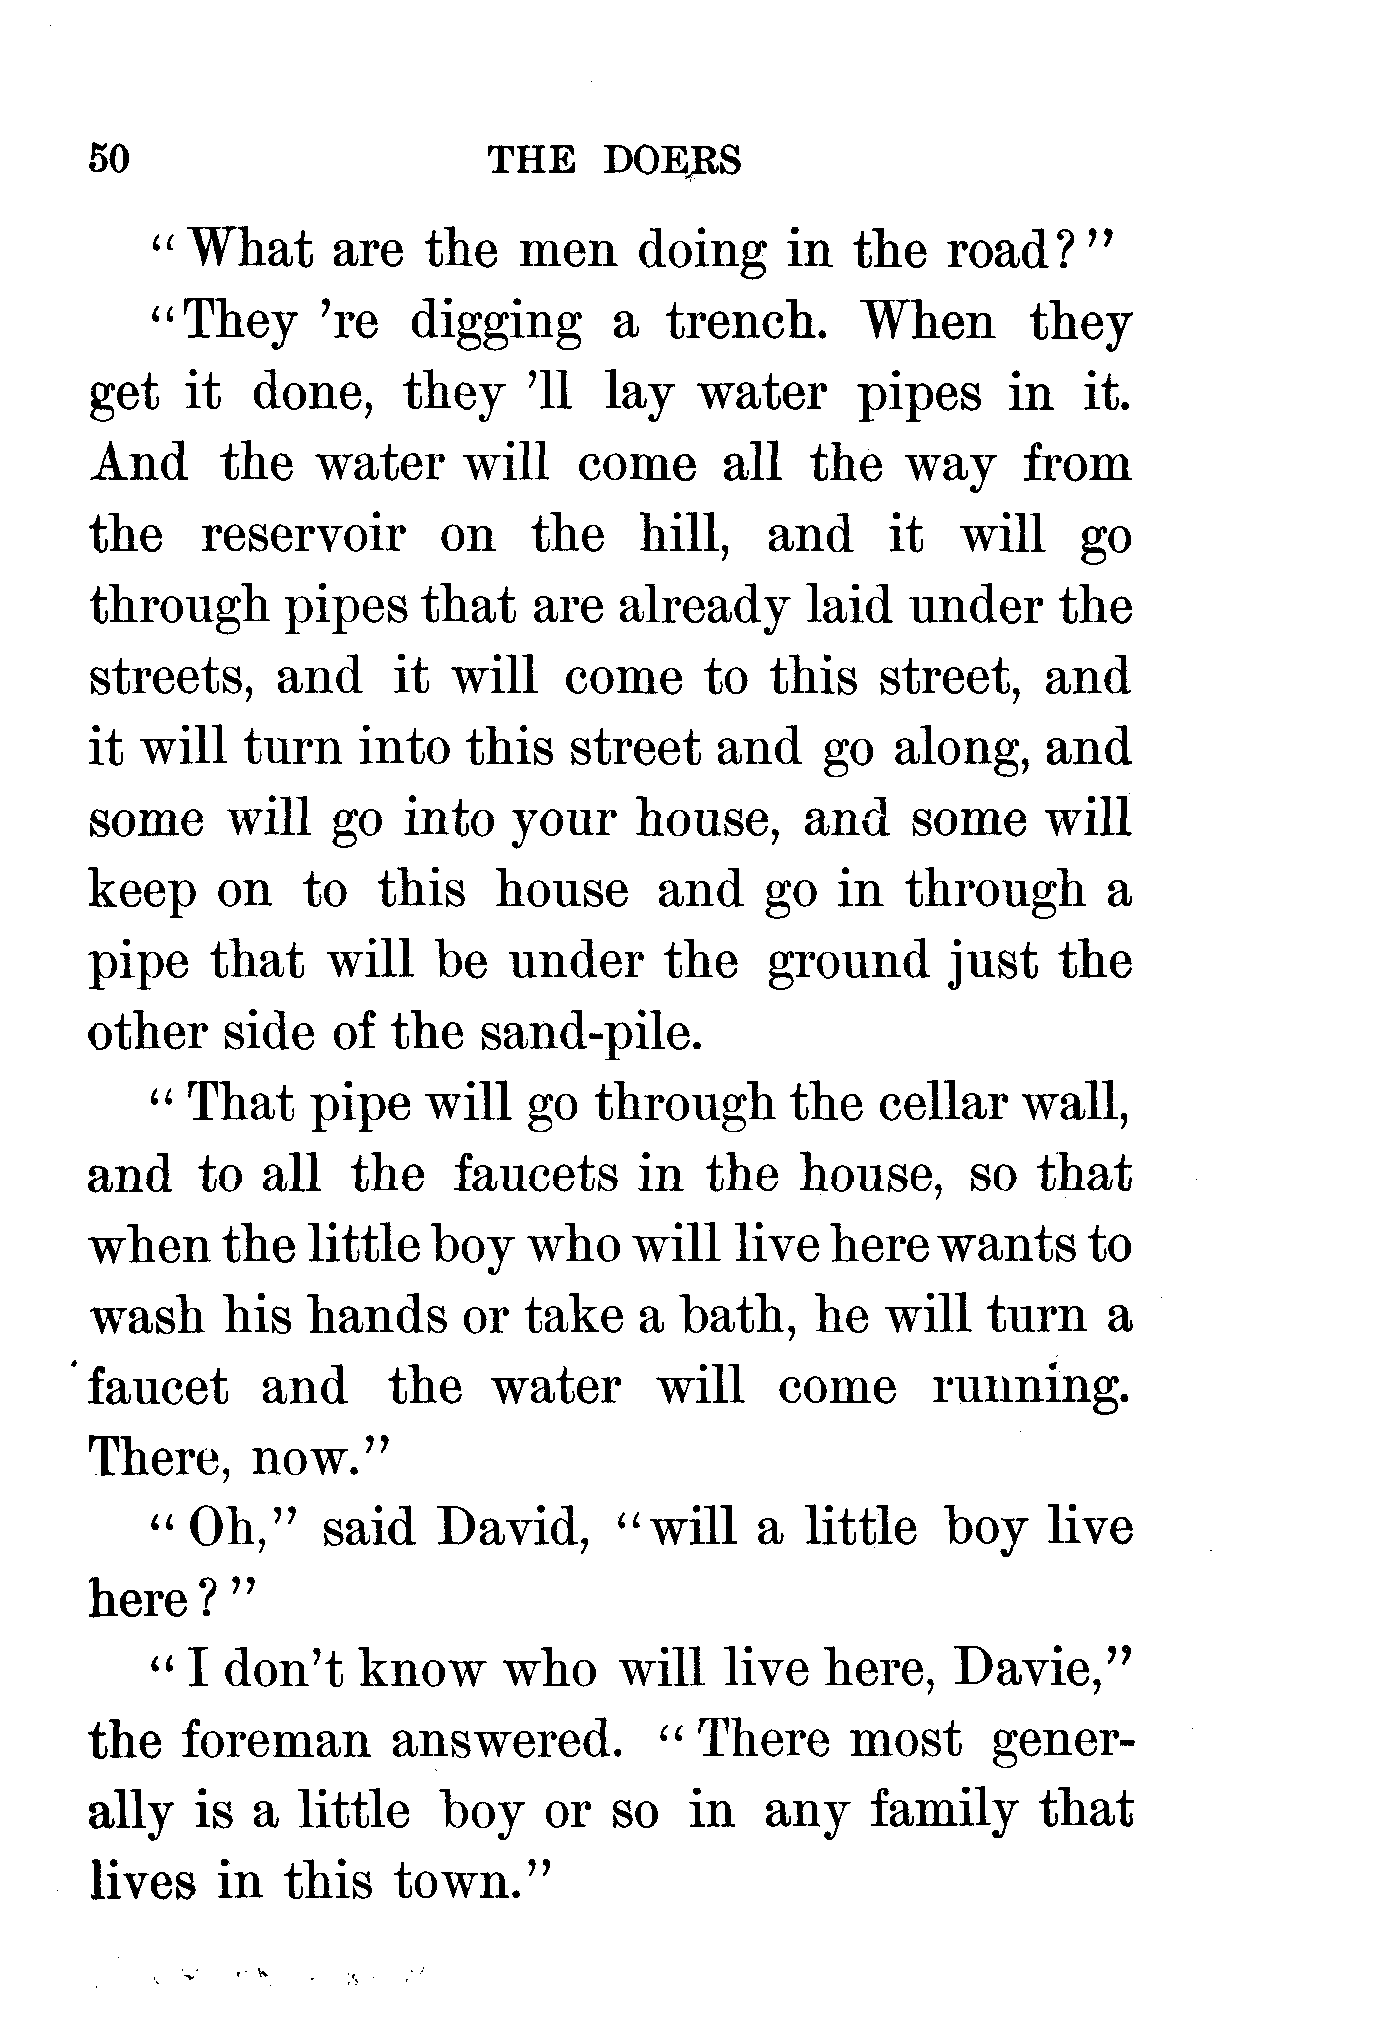 50 THE DOERS
“What are the men doing in the road?”
“They ’re digging a trench. When they
get it done, they ’ll lay water pipes in it.
And the water will come all the way from
the reservoir on the hill, and it will go
through pipes that are already laid under the
streets, and it will come to this street, and
it will turn into this street and go along, and
some will go into your house, and some will
keep on to this house and go in through a
pipe that will be under the ground just the
other side of the sand-pile.
“That pipe will go through the cellar wall,
and to all the faucets in the house, so that
when the little boy who will live here wants to
wash his hands or take a bath, he will turn a
faucet and the water will come running.
There, now.”
“Oh,” said David, “will a little boy live
here?”
“I don’t know who will live here, Davie,”
the foreman answered. “There most gener-
ally is a little boy or so in any family that
lives in this town.”